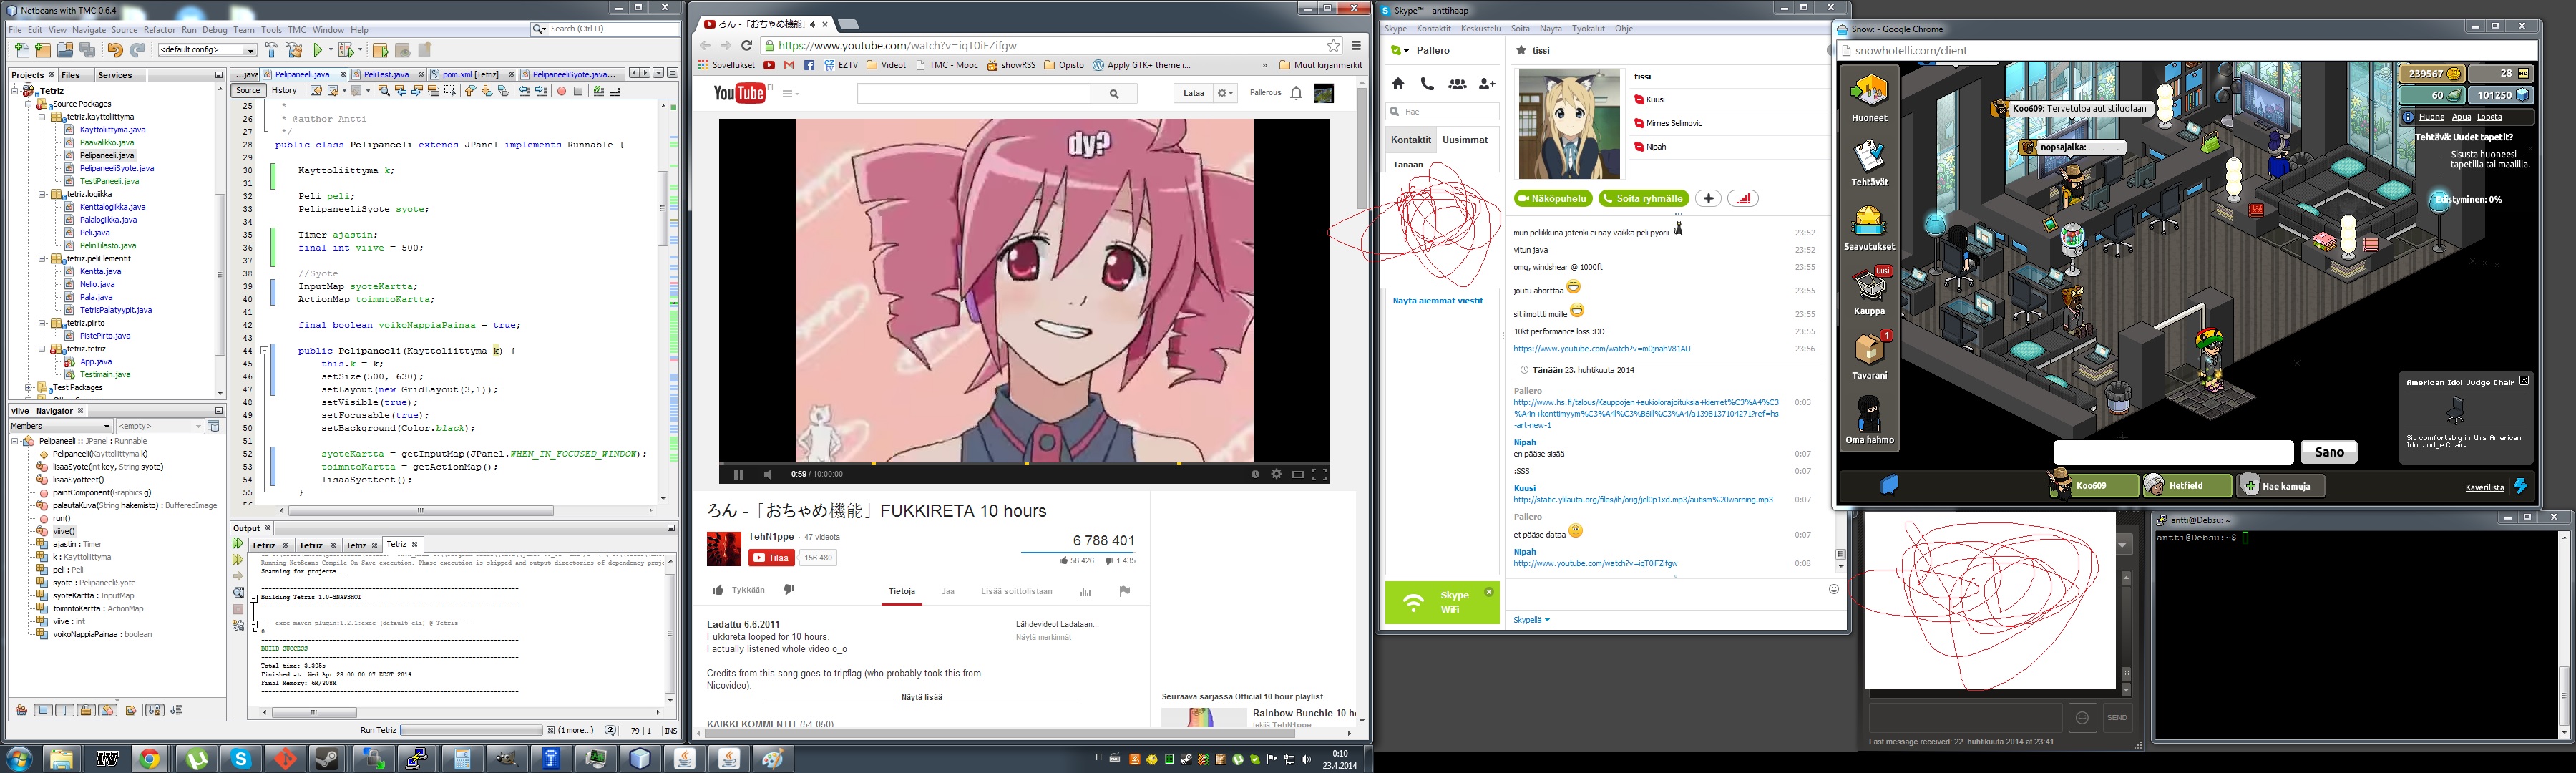 Netbeans with TMC 0.6.4
File Edit View Navigate Source Refactor Run Debug Team Tools TMC Window Help
Search (Ctrl+I)
<default config>
Projects Files Services
Tetriz
Source Packages
tetriz.kayttoliittyma
Kayttoliittyma.java
Paavalikko.java
Pelipaneeli.java
PelipaneeliSyote.java
TestiPaneeli.java
tetriz.logiikka
Kenttalogiikka.java
Palalogiikka.java
Peli.java
PelinTilasto.java
tetriz.peliElementit
Kentta.java
Nelio.java
Pala.java
TetrisPalatyypit.java
tetriz.piirto
PistePiirto.java
tetriz.tetriz
App.java
Testimain.java
Test Packages
viive - Navigator
Members <empty>
Pelipaneeli :: JPanel : Runnable
Pelipaneeli(Kayttoliittyma k)
lisaaSyote(int key, String syote)
lisaaSyotteet()
paintComponent(Graphics g)
palautaKuva(String hakemisto) : BufferedImage
run()
viive()
ajastin : Timer
k : Kayttoliittyma
peli : Peli
syote : PelipaneeliSyote
syoteKartta : InputMap
toimntoKartta : ActionMap
viive : int
voikoNappiaPainaa : boolean
...java Pelipaneeli.java PeliTest.java pom.xml [Tetriz] PelipaneeliSyote.java...
Source History
25 *
26 * @author Antti
27 */
28 public class Pelipaneeli extends JPanel implements Runnable {
29
30 Kayttoliittyma k;
31
32 Peli peli;
33 PelipaneeliSyote syote;
34
35 Timer ajastin;
36 final int viive = 500;
37
38 //Syote
39 InputMap syoteKartta;
40 ActionMap toimntoKartta;
41
42 final boolean voikoNappiaPainaa = true;
43
44 public Pelipaneeli(Kayttoliittyma k) {
45 this.k = k;
46 setSize(500, 630);
47 setLayout(new GridLayout(3,1));
48 setVisible(true);
49 setFocusable(true);
50 setBackground(Color.black);
51
52 syoteKartta = getInputMap(JPanel.WHEN_IN_FOCUSED_WINDOW);
53 toimntoKartta = getActionMap();
54 lisaaSyotteet();
55 }
Output
Tetriz Tetriz Tetriz Tetriz
Running NetBeans Compile On Save execution. Phase execution is skipped and output directories of dependency proje
Scanning for projects...
Building Tetris 1.0-SNAPSHOT
--- exec-maven-plugin:1.2.1:exec (default-cli) @ Tetris ---
0
BUILD SUCCESS
Total time: 3.395s
Finished at: Wed Apr 23 00:00:07 EEST 2014
Final Memory: 6M/308M
Run Tetriz (1 more...) 79 | 1 INS
ろん -「おちゃめ機能」
https://www.youtube.com/watch?v=iqT0iFZifgw
Sovellukset EZTV Videot TMC - Mooc showRSS Opisto Apply GTK+ theme i... » Muut kirjanmerkit
YouTube FI
Lataa Pallerous
dy?
0:59 / 10:00:00
ろん -「おちゃめ機能」FUKKIRETA 10 hours
TehN1ppe · 47 videota
Tilaa 156 480
6 788 401
58 426 1 435
Tykkään Tietoja Jaa Lisää soittolistaan
Ladattu 6.6.2011
Fukkireta looped for 10 hours.
I actually listened whole video o_o
Credits from this song goes to tripflag (who probably took this from
Nicovideo).
Lähdevideot Ladataan...
Näytä merkinnät
Näytä lisää
KAIKKI KOMMENTIT (54 050)
Seuraava sarjassa Official 10 hour playlist
Rainbow Bunchie 10 h
tekijä TehN1ppe
FI
0:10
23.4.2014
Skype™ - anttihaap
Skype Kontaktit Keskustelu Soita Näytä Työkalut Ohje
Pallero
Hae
Kontaktit Uusimmat
Tänään
Näytä aiemmat viestit
Skype
WiFi
tissi
tissi
Kuusi
Mirnes Selimovic
Nipah
Näköpuhelu Soita ryhmälle
mun pelikkuna jotenki ei näy vaikka peli pyörii 23:52
vitun java 23:52
omg, windshear @ 1000ft 23:55
joutu aborttaa 23:55
sit ilmottti muille 23:55
10kt performance loss :DD 23:55
https://www.youtube.com/watch?v=m0jnahV81AU 23:56
Tänään 23. huhtikuuta 2014
Pallero
http://www.hs.fi/talous/Kauppojen+aukiolorajoituksia+kierret%C3%A4%C3
%A4n+konttimyym%C3%A4l%C3%B6ill%C3%A4/a1398137104271?ref=hs
-art-new-1 0:03
Nipah
en pääse sisää 0:07
:SSS 0:07
Kuusi
http://static.ylilauta.org/files/lh/orig/jel0p1xd.mp3/autism%20warning.mp3 0:07
Pallero
et pääse dataa 0:07
Nipah
http://www.youtube.com/watch?v=iqT0iFZifgw 0:08
Skypellä
Snow: - Google Chrome
snowhotelli.com/client
Huoneet
Tehtävät
Saavutukset
Uusi
Kauppa
1
Tavarani
Oma hahmo
Koo609: Tervetuloa autistiluolaan
nopsajalka: . . .
239567 28
60 101250
Huone Apua Lopeta
Tehtävä: Uudet tapetit?
Sisusta huoneesi
tapetilla tai maalilla.
Edistyminen: 0%
American Idol Judge Chair
Sit comfortably in this American
Idol Judge Chair.
Sano
Koo609 Hetfield Hae kamuja
Kaverilista
SEND
Last message received: 22. huhtikuuta 2014 at 23:41
antti@Debsu: ~
antti@Debsu:~$